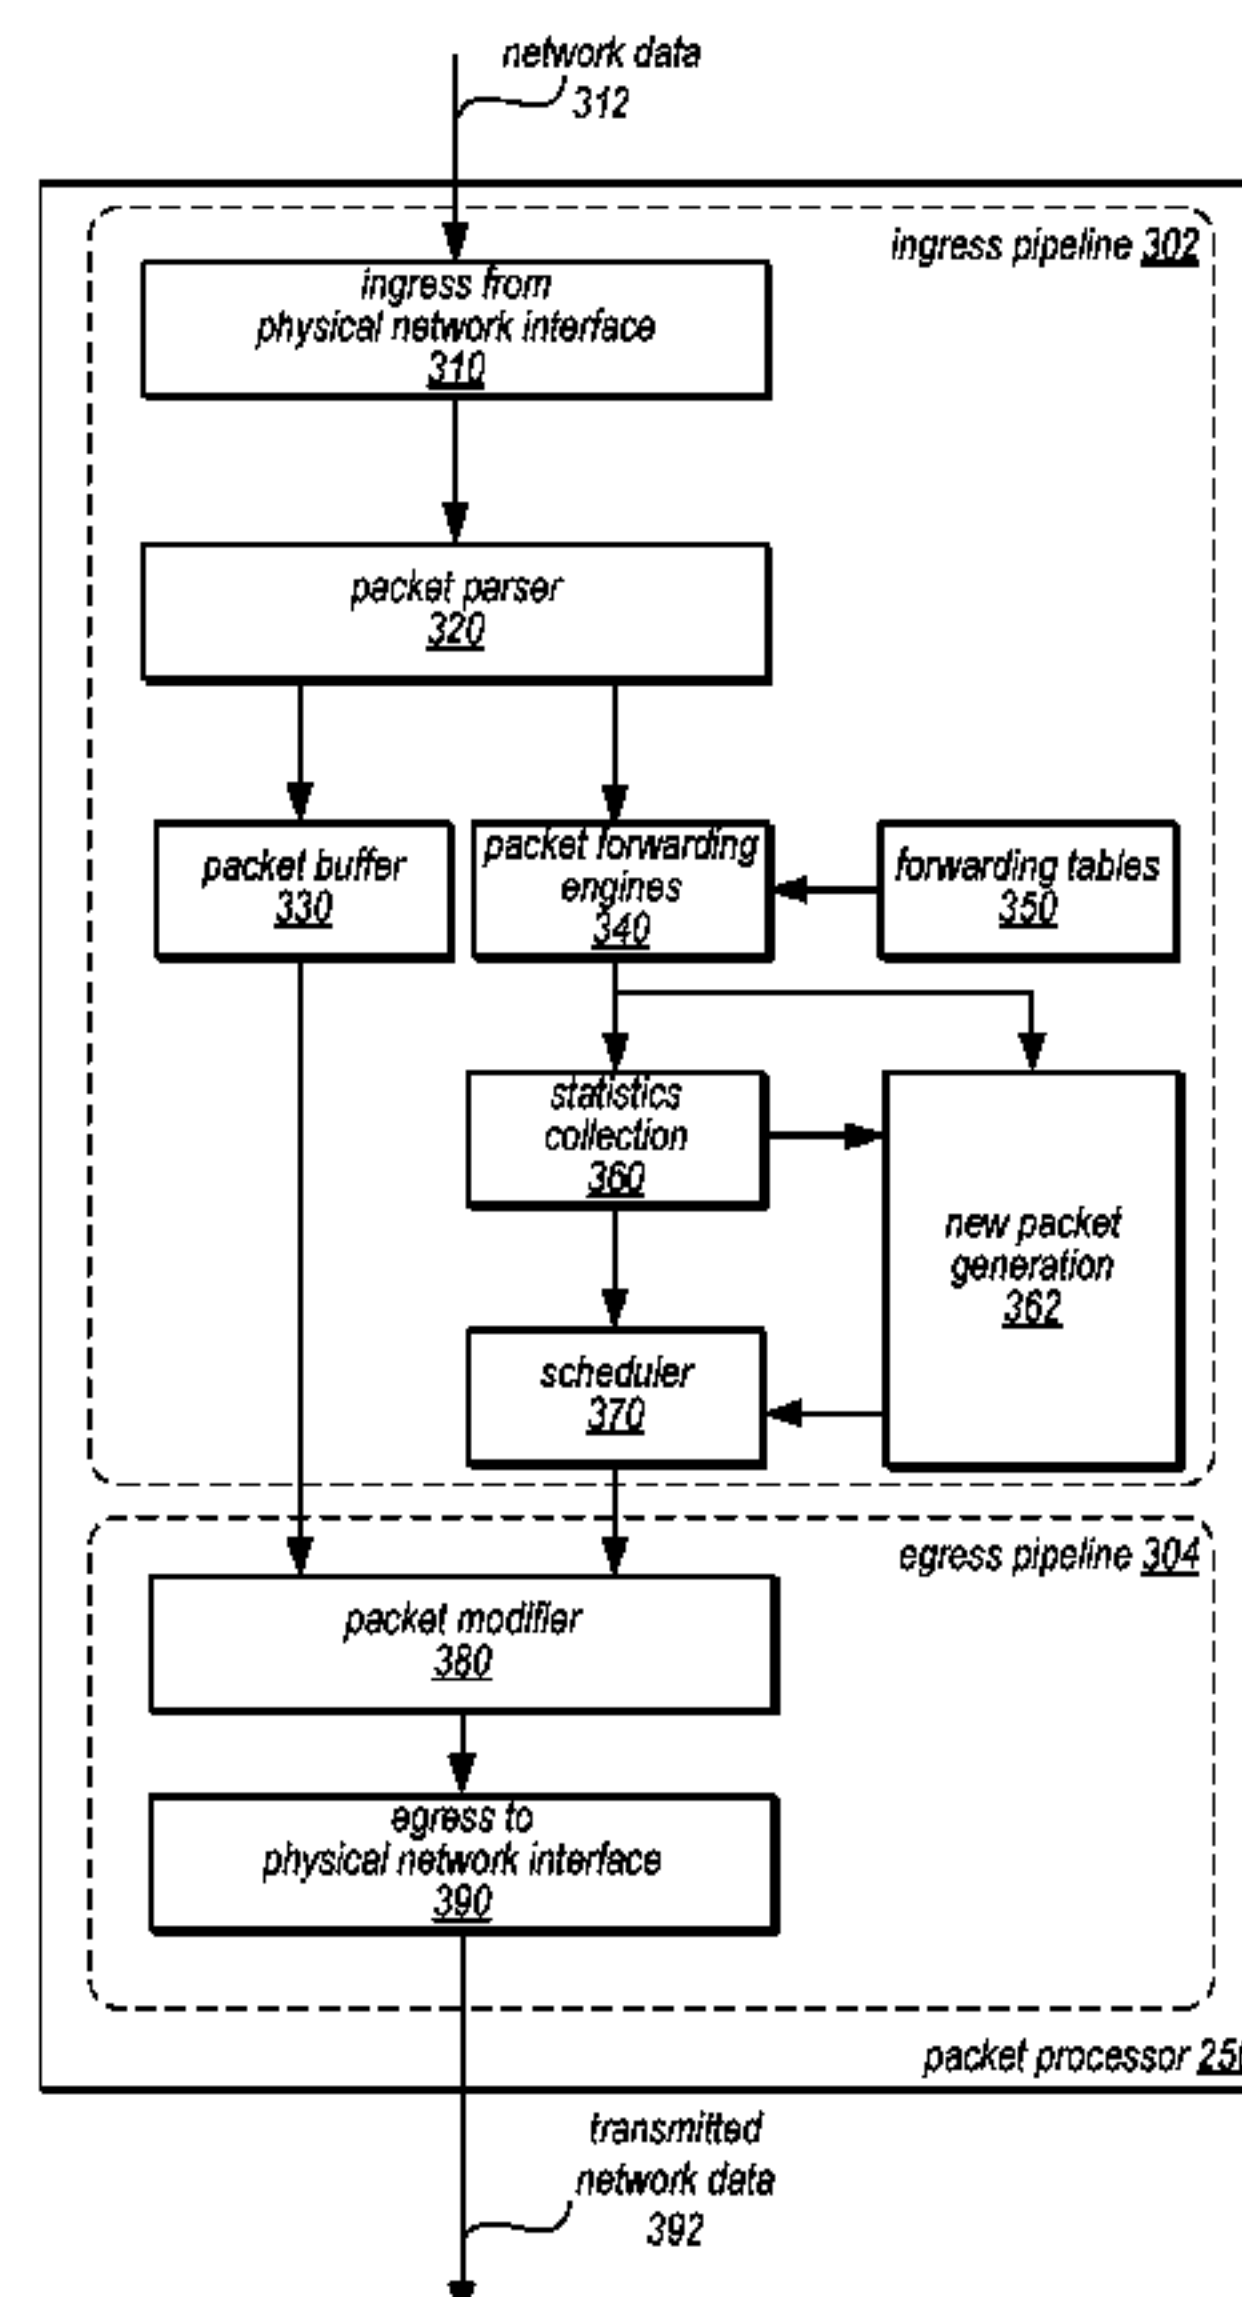 network data
312
ingress pipeline 302
ingress from
physical network interface
310
packet parser
320
packet buffer
330
packet forwarding
engines
340
forwarding tables
350
statistics
collection
360
new packet
generation
362
scheduler
370
egress pipeline 304
packet modifier
380
egress to
physical network interface
390
packet processor
transmitted
network data
392